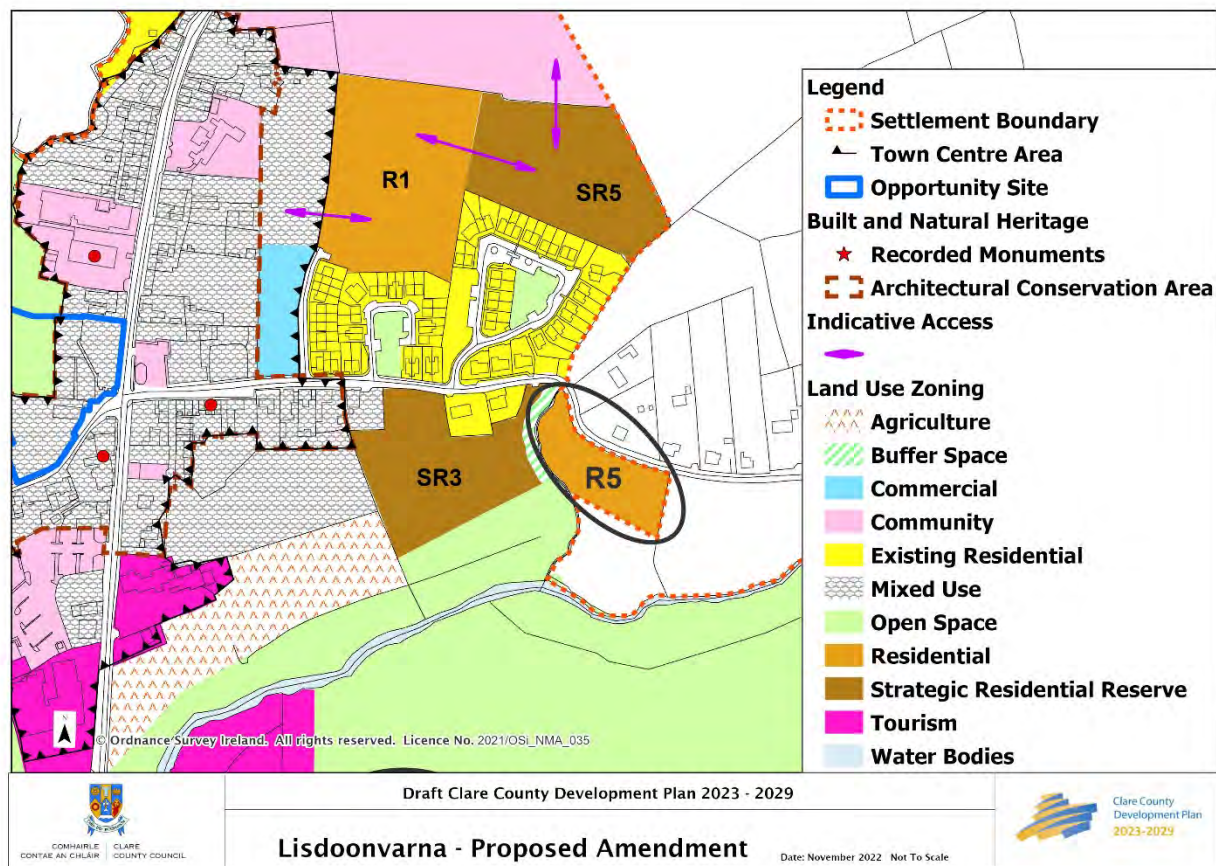 R1
SR5
SR3
R5
N
© Ordnance Survey Ireland. All rights reserved. Licence No. 2021/OSi_NMA_035
Legend
Settlement Boundary
Town Centre Area
Opportunity Site
Built and Natural Heritage
Recorded Monuments
Architectural Conservation Area
Indicative Access
Land Use Zoning
Agriculture
Buffer Space
Commercial
Community
Existing Residential
Mixed Use
Open Space
Residential
Strategic Residential Reserve
Tourism
Water Bodies
COMHAIRLE CLARE
CONTAE AN CHLÁIR COUNTY COUNCIL
Draft Clare County Development Plan 2023 - 2029
Lisdoonvarna - Proposed Amendment
Date: November 2022 Not To Scale
Clare County
Development Plan
2023-2029